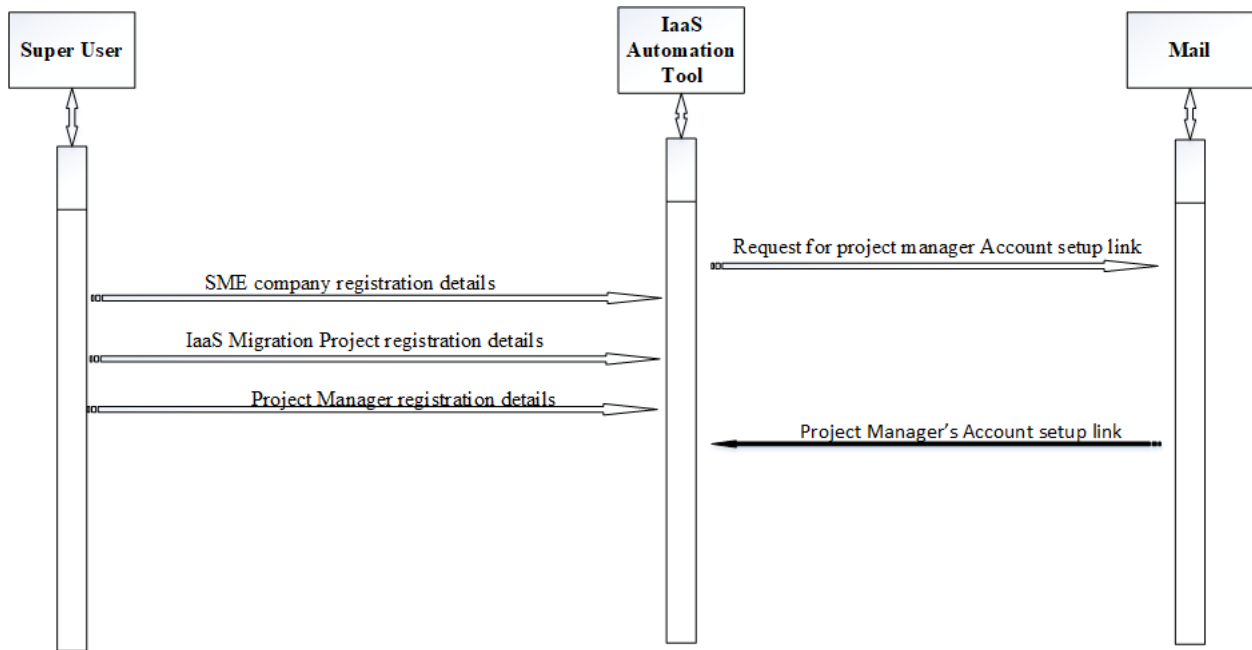 Super User
IaaS
Automation
Tool
Mail
Request for project manager Account setup link
SME company registration details
IaaS Migration Project registration details
Project Manager registration details
Project Manager’s Account setup link